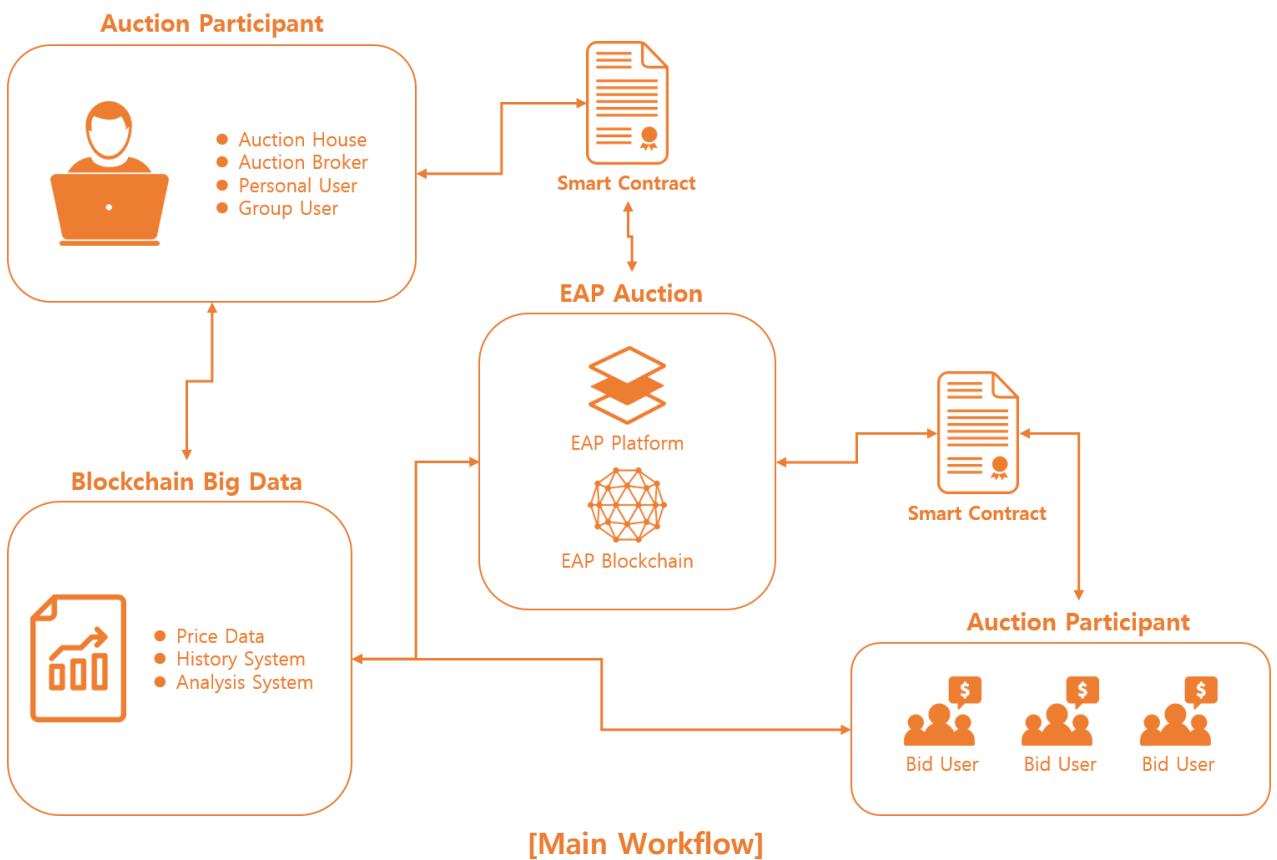 Auction Participant
● Auction House
● Auction Broker
● Personal User
● Group User
Smart Contract
EAP Auction
EAP Platform
EAP Blockchain
Smart Contract
Blockchain Big Data
● Price Data
● History System
● Analysis System
Auction Participant
$ $ $
Bid User Bid User Bid User
[Main Workflow]